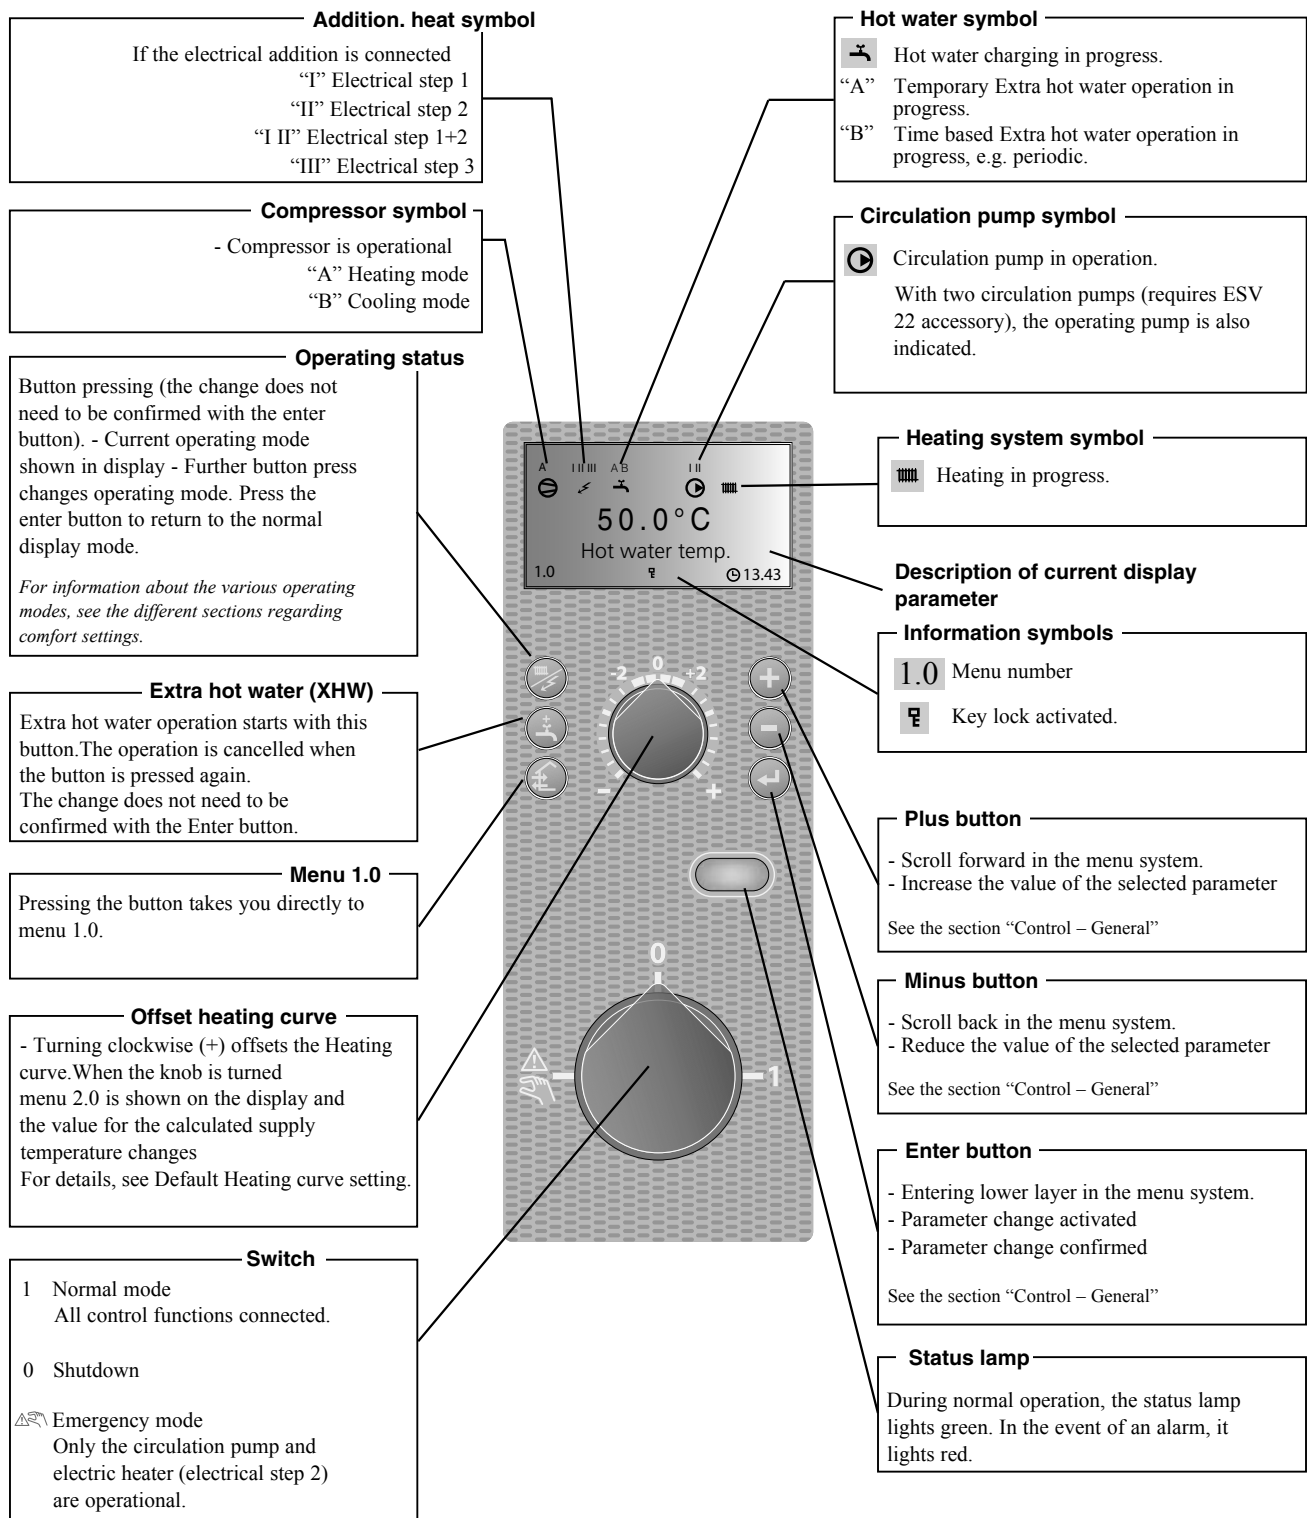 Addition. heat symbol
If the electrical addition is connected
“I” Electrical step 1
“II” Electrical step 2
“I II” Electrical step 1+2
“III” Electrical step 3
Compressor symbol
- Compressor is operational
“A” Heating mode
“B” Cooling mode
Operating status
Button pressing (the change does not
need to be confirmed with the enter
button). - Current operating mode
shown in display - Further button press
changes operating mode. Press the
enter button to return to the normal
display mode.
For information about the various operating
modes, see the different sections regarding
comfort settings.
Extra hot water (XHW)
Extra hot water operation starts with this
button.The operation is cancelled when
the button is pressed again.
The change does not need to be
confirmed with the Enter button.
Menu 1.0
Pressing the button takes you directly to
menu 1.0.
Offset heating curve
- Turning clockwise (+) offsets the Heating
curve.When the knob is turned
menu 2.0 is shown on the display and
the value for the calculated supply
temperature changes
For details, see Default Heating curve setting.
Switch
1 Normal mode
All control functions connected.
0 Shutdown
Emergency mode
Only the circulation pump and
electric heater (electrical step 2)
are operational.
A I II III A B I II
50.0°C
Hot water temp.
1.0 13.43
-2 0 +2
+
-
- +
0
1
Hot water symbol
Hot water charging in progress.
“A” Temporary Extra hot water operation in
progress.
“B” Time based Extra hot water operation in
progress, e.g. periodic.
Circulation pump symbol
Circulation pump in operation.
With two circulation pumps (requires ESV
22 accessory), the operating pump is also
indicated.
Heating system symbol
Heating in progress.
Description of current display
parameter
Information symbols
1.0 Menu number
Key lock activated.
Plus button
- Scroll forward in the menu system.
- Increase the value of the selected parameter
See the section “Control – General”
Minus button
- Scroll back in the menu system.
- Reduce the value of the selected parameter
See the section “Control – General”
Enter button
- Entering lower layer in the menu system.
- Parameter change activated
- Parameter change confirmed
See the section “Control – General”
Status lamp
During normal operation, the status lamp
lights green. In the event of an alarm, it
lights red.